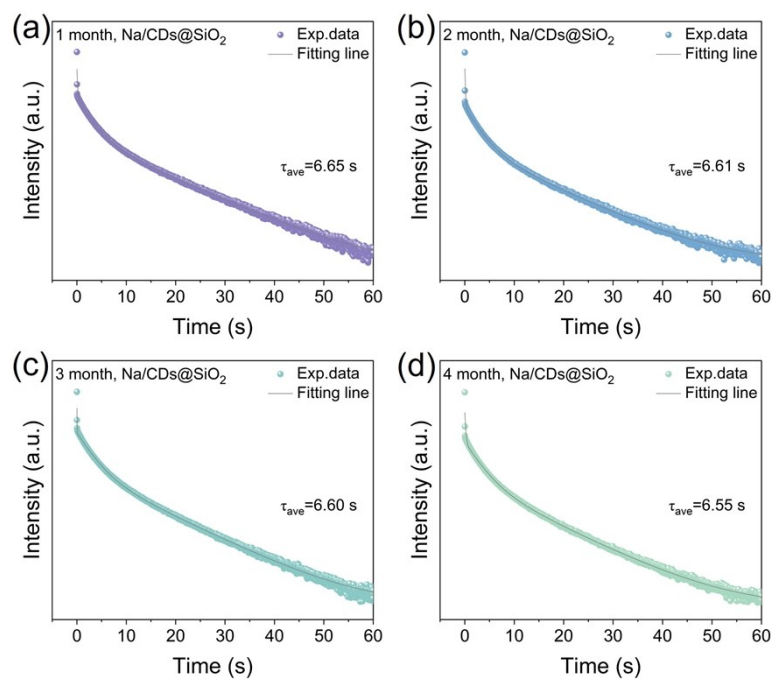 (a)
1 month, Na/CDs@SiO₂
Exp.data
Fitting line
τave=6.65 s
Intensity (a.u.)
0 10 20 30 40 50 60
Time (s)
(b)
2 month, Na/CDs@SiO₂
Exp.data
Fitting line
τave=6.61 s
Intensity (a.u.)
0 10 20 30 40 50 60
Time (s)
(c)
3 month, Na/CDs@SiO₂
Exp.data
Fitting line
τave=6.60 s
Intensity (a.u.)
0 10 20 30 40 50 60
Time (s)
(d)
4 month, Na/CDs@SiO₂
Exp.data
Fitting line
τave=6.55 s
Intensity (a.u.)
0 10 20 30 40 50 60
Time (s)